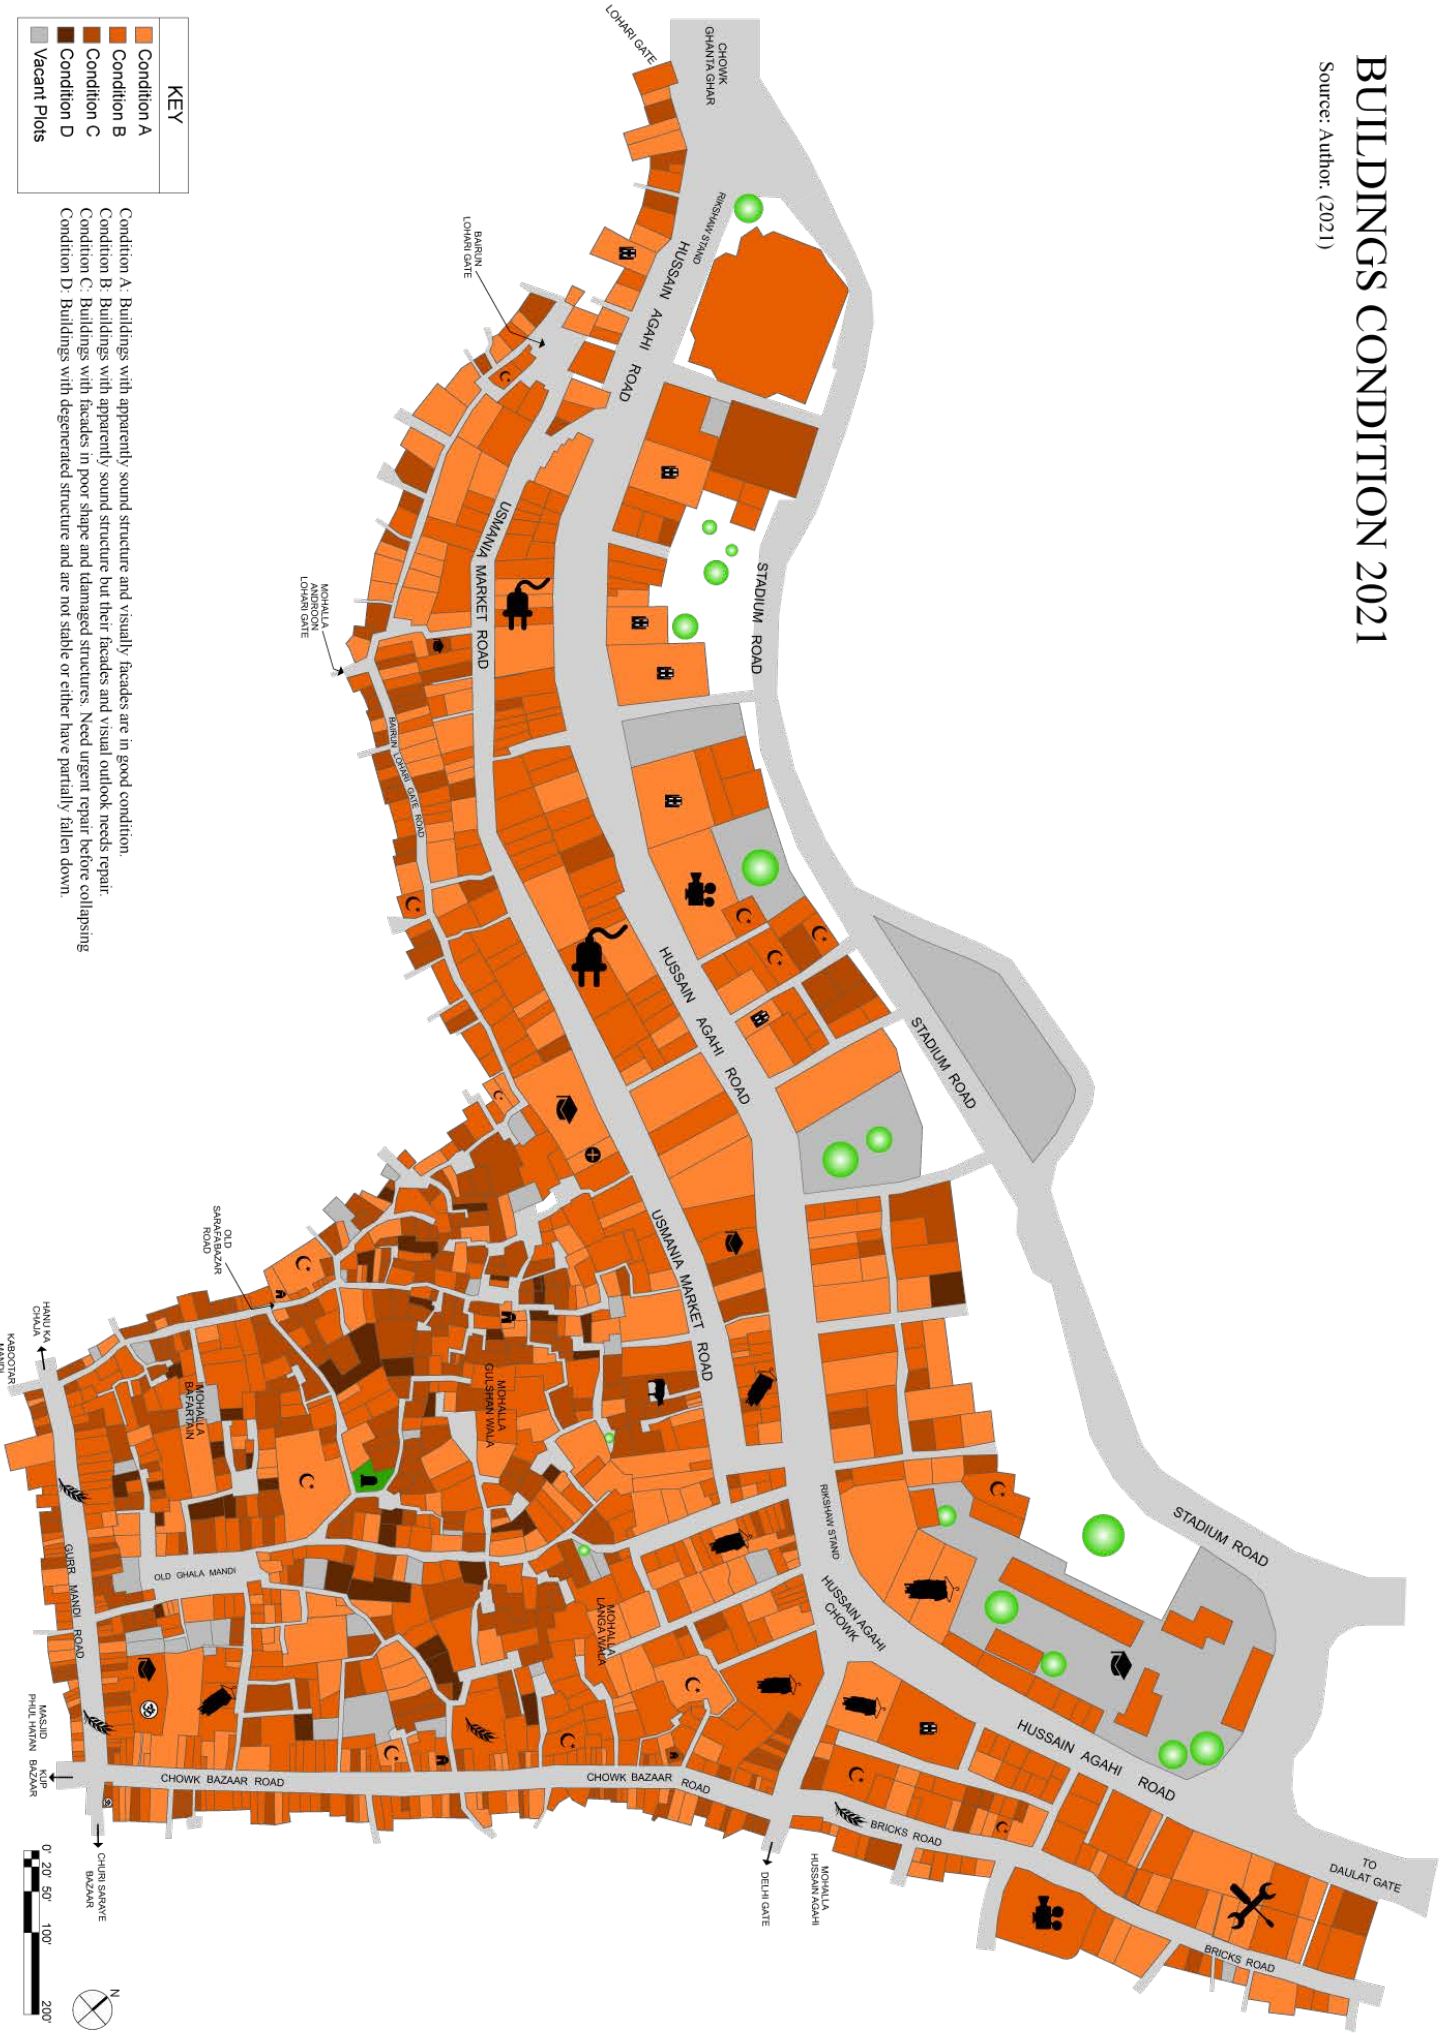 BUILDINGS CONDITION 2021
Source: Author. (2021)
LOHARI GATE
CHOWK
GHANTA GHAR
RIKSHAW STAND
HUSSAIN AGAHI ROAD
BAIRUN
LOHARI GATE
USMANIA MARKET ROAD
STADIUM ROAD
MOHALLA
ANDROON
LOHARI GATE
BAIRUN LOHARI GATE ROAD
HUSSAIN AGAHI ROAD
STADIUM ROAD
USMANIA MARKET ROAD
OLD
SARAFA BAZAR
ROAD
HANU KA
CHAJA
KABOOTAR
MANDI
MOHALLA
BAFARTAIN
MOHALLA
GULSHAN WALA
RIKSHAW STAND
STADIUM ROAD
GURR MANDI ROAD
OLD GHALA MANDI
MOHALLA
LANGA WALA
HUSSAIN AGAHI
CHOWK
HUSSAIN AGAHI ROAD
MASJID
PHUL HATAN
KUP
BAZAAR
CHOWK BAZAAR ROAD
CHOWK BAZAAR ROAD
BRICKS ROAD
CHURI SARAYE
BAZAAR
DELHI GATE
MOHALLA
HUSSAIN AGAHI
TO
DAULAT GATE
BRICKS ROAD
KEY
Condition A
Condition B
Condition C
Condition D
Vacant Plots
Condition A: Buildings with apparently sound structure and visually facades are in good condition.
Condition B: Buildings with apparently sound structure but their facades and visual outlook needs repair.
Condition C: Buildings with facades in poor shape and tdamaged structures. Need urgent repair before collapsing
Condition D: Buildings with degenerated structure and are not stable or either have partially fallen down.
0' 20' 50' 100' 200'
N